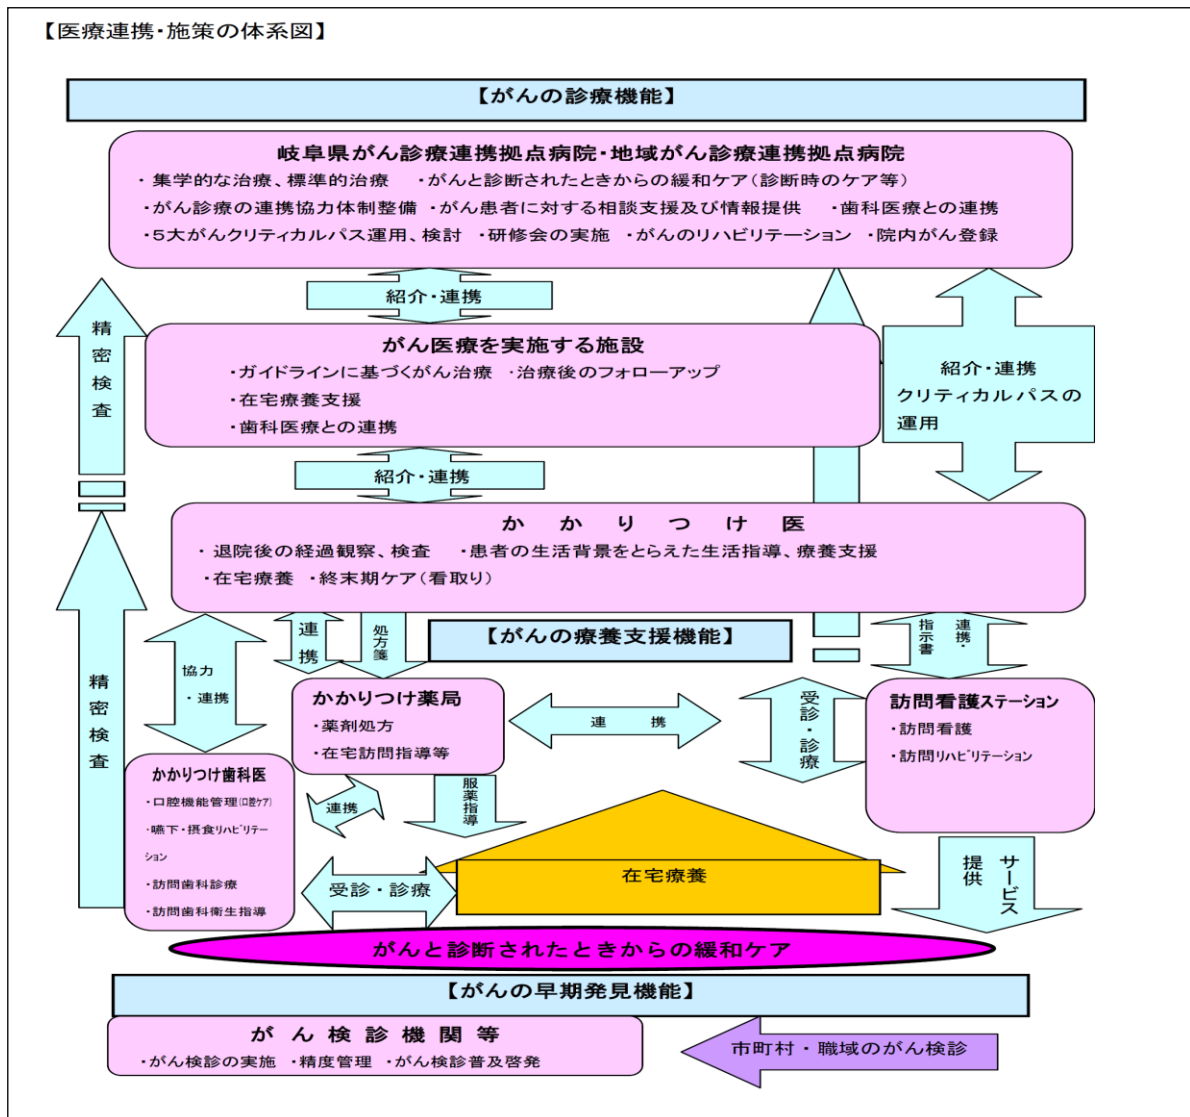 【医療連携・施策の体系図】
【がんの診療機能】
岐阜県がん診療連携拠点病院・地域がん診療連携拠点病院
・集学的な治療、標準的治療　・がんと診断されたときからの緩和ケア(診断時のケア等)
・がん診療の連携協力体制整備　・がん患者に対する相談支援及び情報提供　・歯科医療との連携
・5大がんクリティカルパス運用、検討　・研修会の実施　・がんのリハビリテーション　・院内がん登録
紹介・連携
精密検査
がん医療を実施する施設
・ガイドラインに基づくがん治療　・治療後のフォローアップ
・在宅療養支援
・歯科医療との連携
紹介・連携
クリティカルパスの
運用
紹介・連携
かかりつけ医
・退院後の経過観察、検査　・患者の生活背景をとらえた生活指導、療養支援
・在宅療養　・終末期ケア(看取り)
精密検査
協力
・連携
連携
処方箋
【がんの療養支援機能】
連携・
指示書
かかりつけ薬局
・薬剤処方
・在宅訪問指導等
連携
受診・診療
訪問看護ステーション
・訪問看護
・訪問リハビリテーション
かかりつけ歯科医
・口腔機能管理(口腔ケア)
・嚥下・摂食リハビリテー
ション
・訪問歯科診療
・訪問歯科衛生指導
連携
服薬指導
受診・診療
在宅療養
サービス
提供
がんと診断されたときからの緩和ケア
【がんの早期発見機能】
がん検診機関等
・がん検診の実施　・精度管理　・がん検診普及啓発
市町村・職域のがん検診